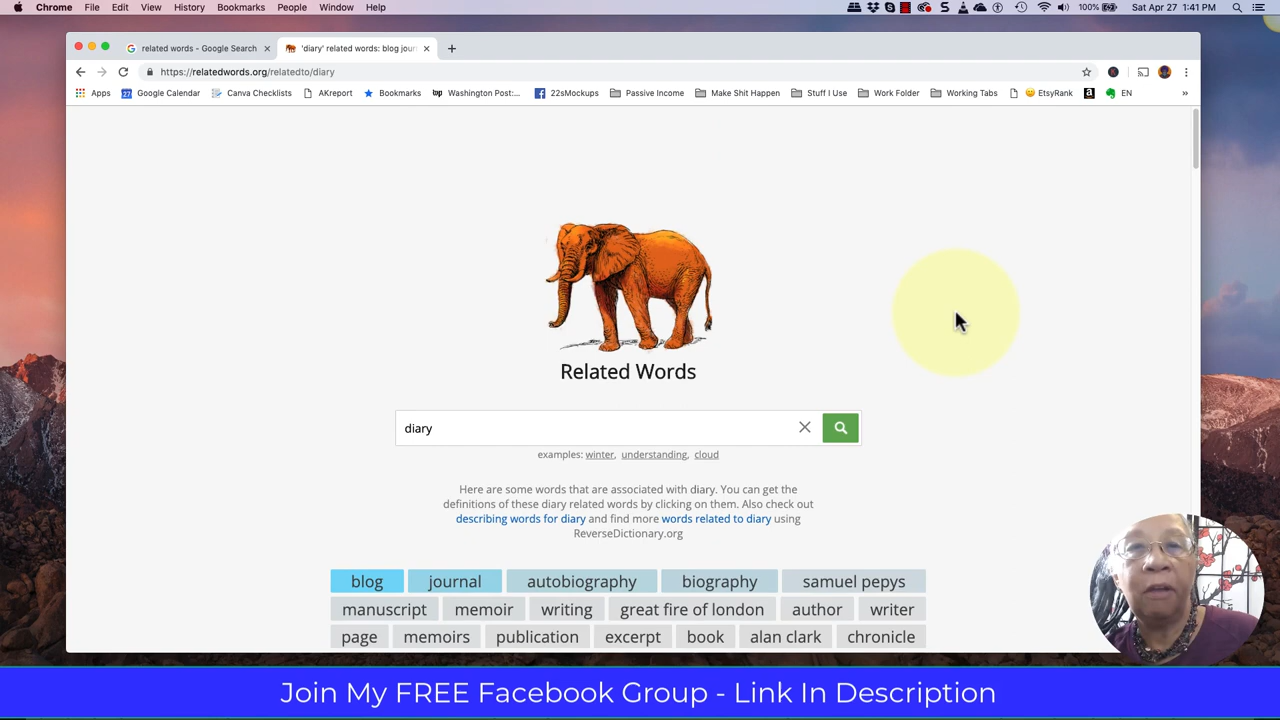 Chrome File Edit View History Bookmarks People Window Help 100% Sat Apr 27 1:41 PM
related words - Google Search 'diary' related words: blog jour
https://relatedwords.org/relatedto/diary
Apps Google Calendar Canva Checklists AKreport Bookmarks Washington Post:... 22sMockups Passive Income Make Shit Happen Stuff I Use Work Folder Working Tabs EtsyRank EN
Related Words
diary
examples: winter, understanding, cloud
Here are some words that are associated with diary. You can get the
definitions of these diary related words by clicking on them. Also check out
describing words for diary and find more words related to diary using
ReverseDictionary.org
blog journal autobiography biography samuel pepys
manuscript memoir writing great fire of london author writer
page memoirs publication excerpt book alan clark chronicle
Join My FREE Facebook Group - Link In Description